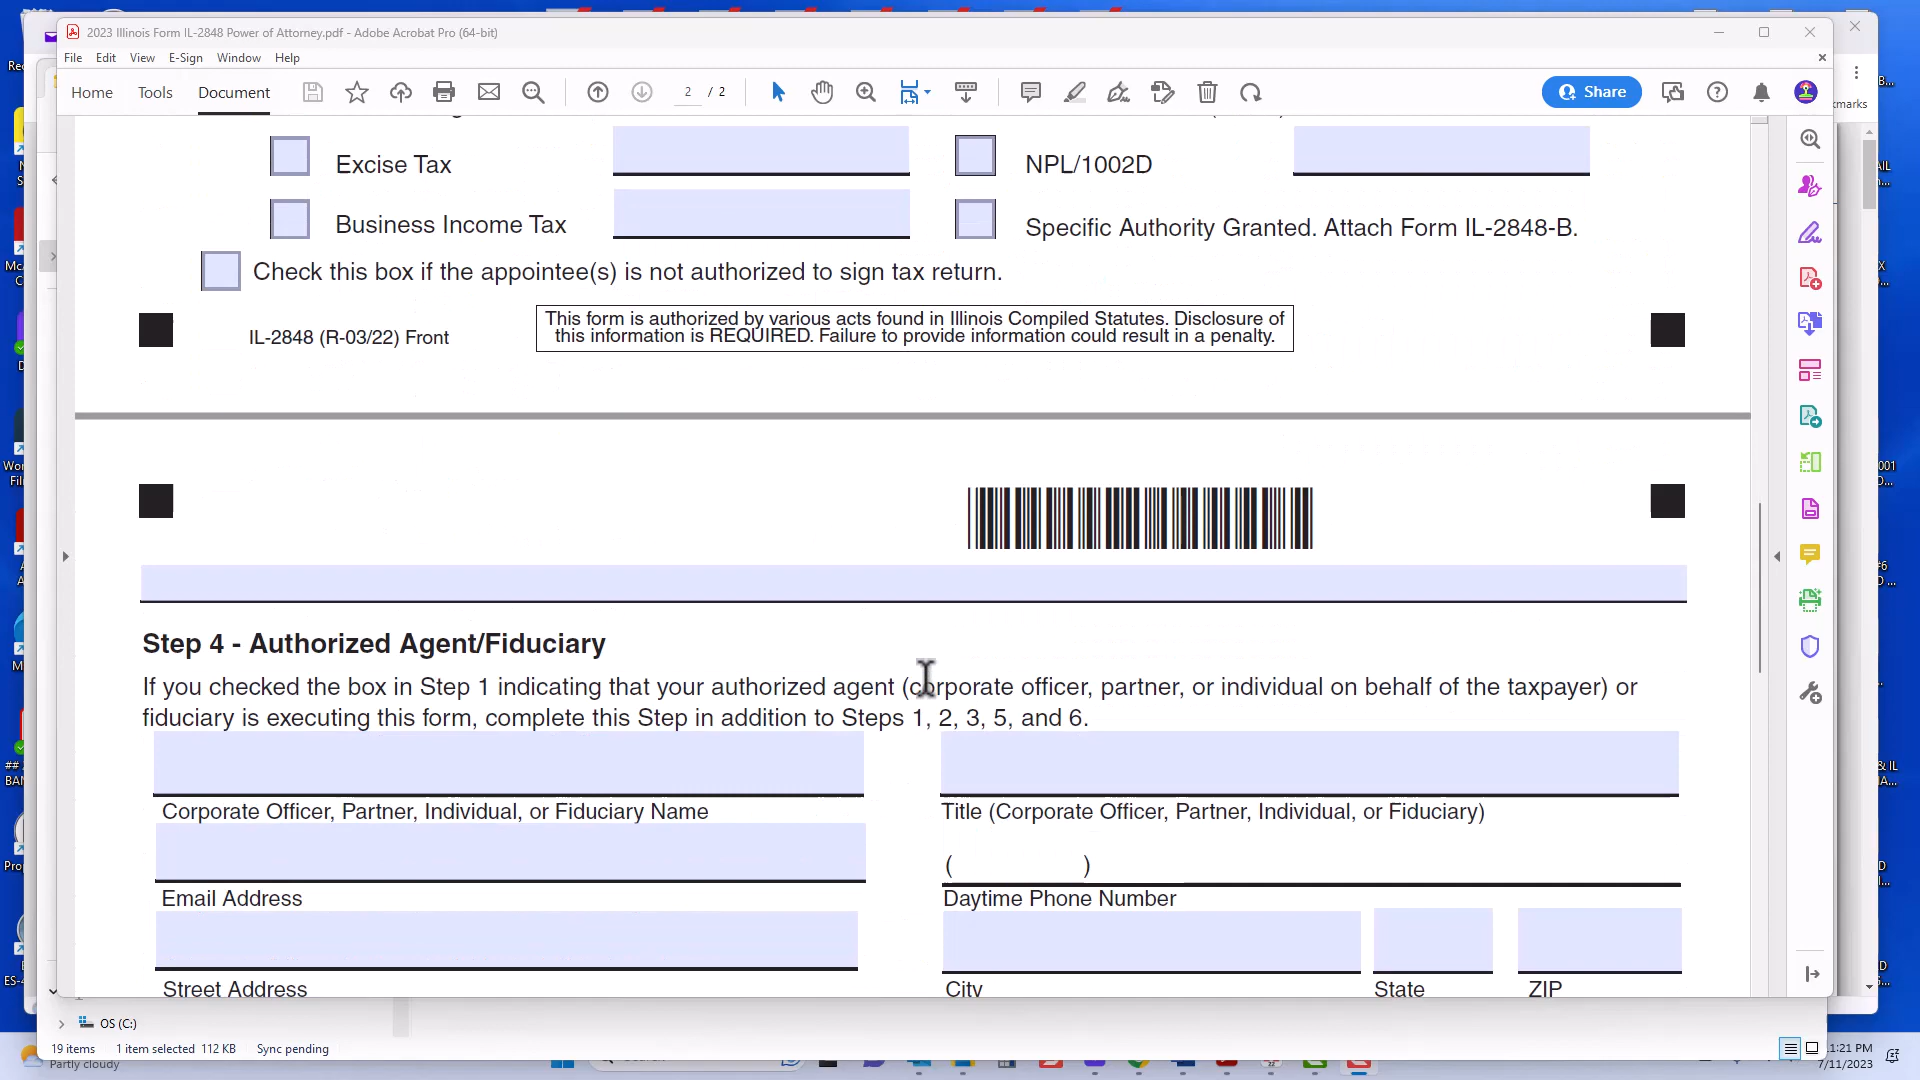 2023 Illinois Form IL-2848 Power of Attorney.pdf - Adobe Acrobat Pro (64-bit)
File Edit View E-Sign Window Help
Home Tools Document 2 / 2 Share
Excise Tax NPL/1002D
Business Income Tax Specific Authority Granted. Attach Form IL-2848-B.
Check this box if the appointee(s) is not authorized to sign tax return.
IL-2848 (R-03/22) Front
This form is authorized by various acts found in Illinois Compiled Statutes. Disclosure of
this information is REQUIRED. Failure to provide information could result in a penalty.
Step 4 - Authorized Agent/Fiduciary
If you checked the box in Step 1 indicating that your authorized agent (corporate officer, partner, or individual on behalf of the taxpayer) or
fiduciary is executing this form, complete this Step in addition to Steps 1, 2, 3, 5, and 6.
Corporate Officer, Partner, Individual, or Fiduciary Name Title (Corporate Officer, Partner, Individual, or Fiduciary)
( )
Email Address Daytime Phone Number
Street Address City State ZIP
OS (C:)
19 items 1 item selected 112 KB Sync pending
Partly cloudy
1:21 PM
7/11/2023